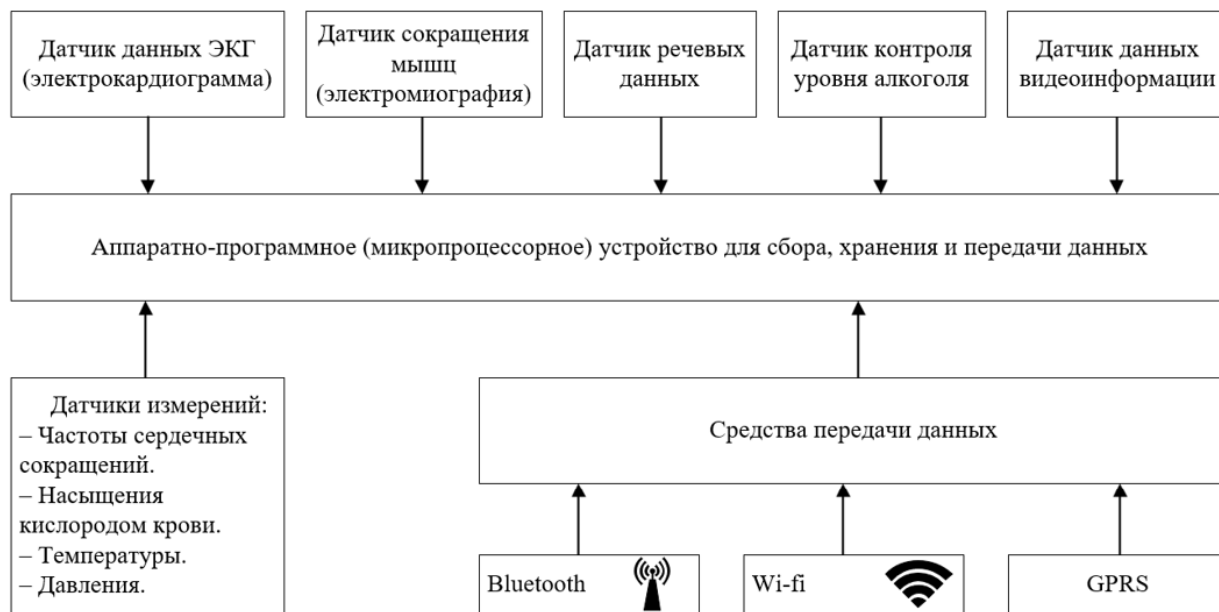 Датчик данных ЭКГ
(электрокардиограмма)
Датчик сокращения
мышц
(электромиография)
Датчик речевых
данных
Датчик контроля
уровня алкоголя
Датчик данных
видеоинформации
Аппаратно-программное (микропроцессорное) устройство для сбора, хранения и передачи данных
Датчики измерений:
– Частоты сердечных
сокращений.
– Насыщения
кислородом крови.
– Температуры.
– Давления.
Средства передачи данных
Bluetooth
Wi-fi
GPRS